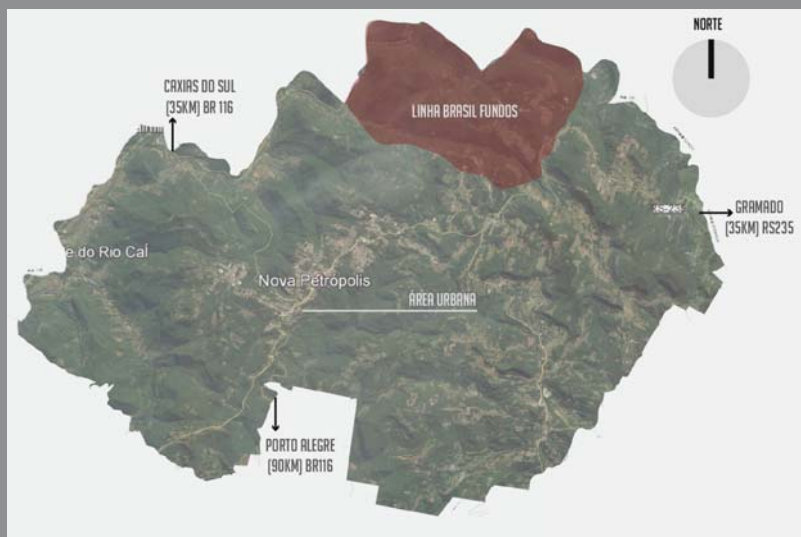 NORTE
CAXIAS DO SUL
(35KM) BR 116
LINHA BRASIL FUNDOS
GRAMADO
(35KM) RS235
e do Rio Caí
Nova Petrópolis
ÁREA URBANA
PORTO ALEGRE
(90KM) BR116